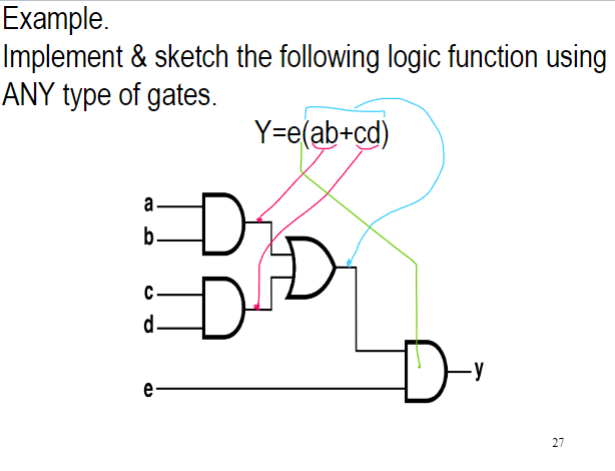 Example.
Implement & sketch the following logic function using
ANY type of gates.
Y=e(ab+cd)
a
b
c
d
y
e
27